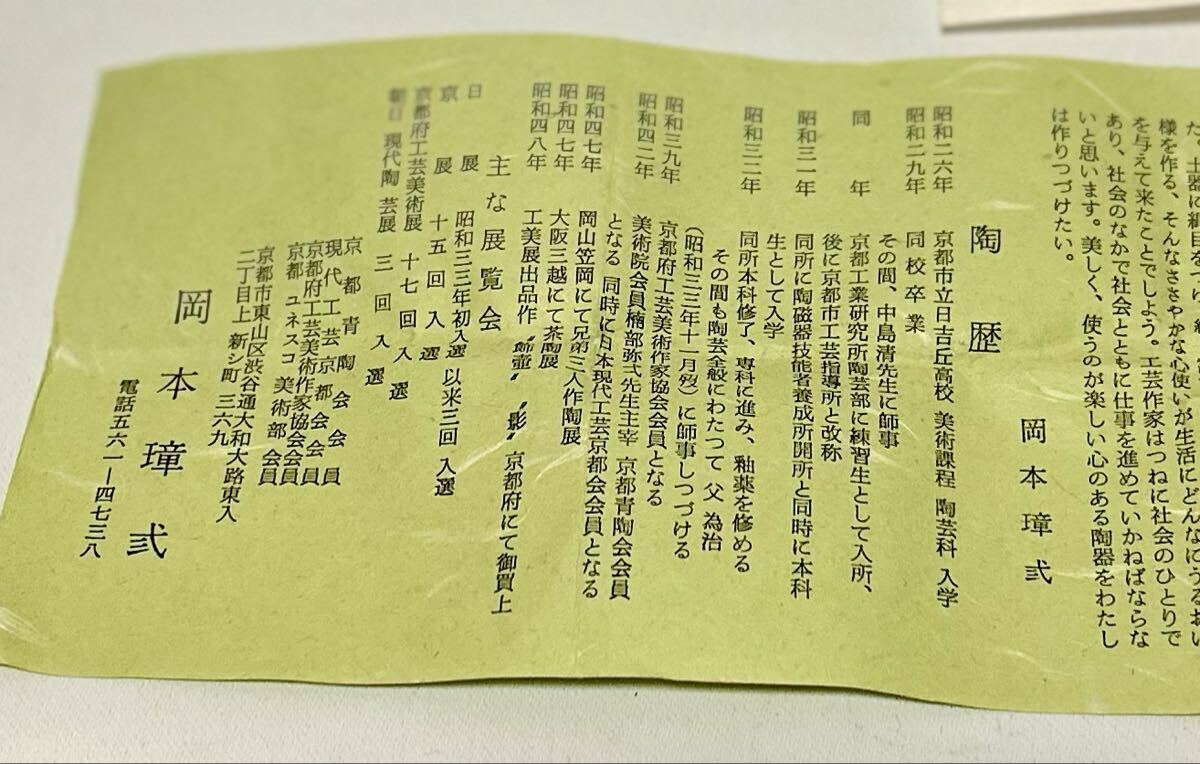 様を作る、そんなささやかな心使いが生活に
を与えて来たことでしよう。工芸作家はつねに社会のひとりで
あり、社会のなかで社会とともに仕事を進めていかねばならな
いと思います。美しく、使うのが楽しい心のある陶器をわたし
は作りつづけたい。
岡本璋弐
陶歴
昭和二六年 京都市立日吉丘高校 美術課程 陶芸科 入学
昭和二九年 同校卒業
その間、中島清先生に師事
同年 京都工業研究所陶芸部に練習生として入所、
後に京都市工芸指導所と改称
昭和三一年 同所に陶磁器技能者養成所開所と同時に本科
生として入学
昭和三二年 同所本科修了、専科に進み、釉薬を修める
その間も陶芸全般にわたつて 父 為治
(昭和三三年十一月歿)に師事しつづける
昭和三九年 京都府工芸美術作家協会会員となる
昭和四二年 美術院会員楠部弥弌先生主宰 京都青陶会会員
となる 同時に日本現代工芸京都会会員となる
昭和四七年 岡山笠岡にて兄弟三人作陶展
昭和四七年 大阪三越にて茶陶展
昭和四八年 工美展出品作〝飾壷〟〝影〟京都府にて御買上
主な展覧会
日展 昭和三三年初入選 以来三回 入選
京展 十五回入選
京都府工芸美術展 十七回入選
朝日 現代陶芸展 三回入選
京都青陶会会員
現代工芸京都会会員
京都府工芸美術作家協会会員
京都ユネスコ美術部会員
京都市東山区渋谷通大和大路東入
二丁目上新シ町 三六九
岡本璋弐
電話五六一―四七三八